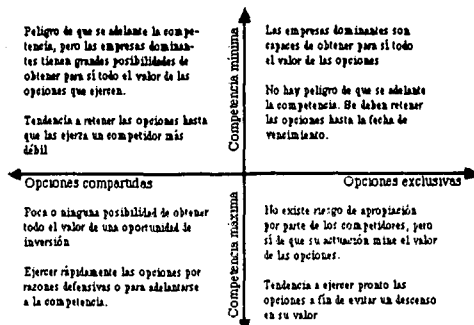 Peligro de que se adelante la compe-
tencia, pero las empresas dominan-
tes tienen grandes posibilidades de
obtener para sí todo el valor de las
opciones que ejercen.
Tendencia a retener las opciones hasta
que las ejerza un competidor más
débil
Competencia mínima
Las empresas dominantes son
capaces de obtener para sí todo
el valor de las opciones
No hay peligro de que se adelante
la competencia. Se deben retener
las opciones hasta la fecha de
vencimiento.
Opciones compartidas
Opciones exclusivas
Poca o ninguna posibilidad de obtener
todo el valor de una oportunidad de
inversión
Ejercer rápidamente las opciones por
razones defensivas o para adelantarse
a la competencia.
Competencia máxima
No existe riesgo de apropiación
por parte de los competidores, pero
sí de que su actuación mine el valor
de las opciones.
Tendencia a ejercer pronto las
opciones a fin de evitar un descenso
en su valor